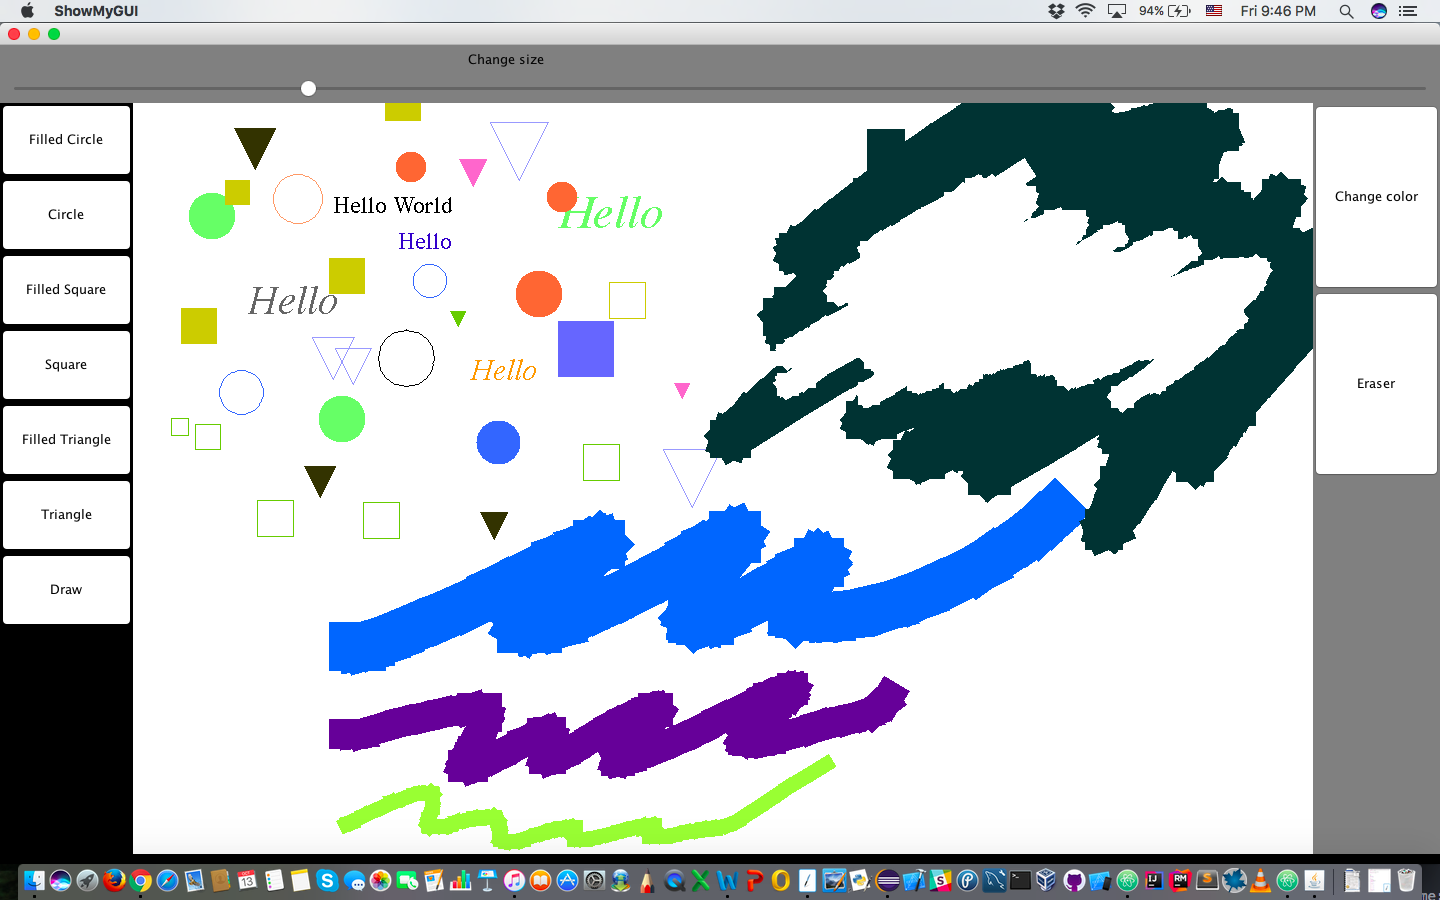 ShowMyGUI
94%
Fri 9:46 PM
Change size
Filled Circle
Circle
Filled Square
Square
Filled Triangle
Triangle
Draw
Hello World
Hello
Hello
Hello
Hello
Change color
Eraser